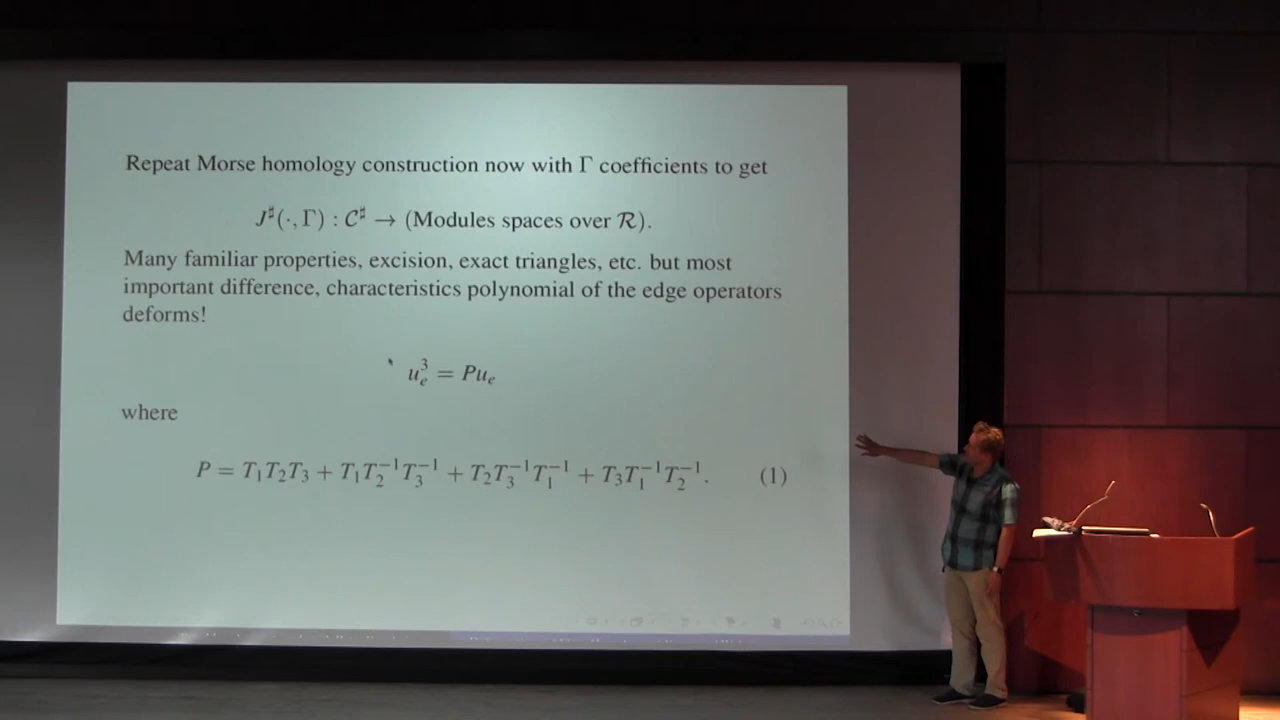 Repeat Morse homology construction now with Γ coefficients to get
J^♯(·, Γ) : C^♯ → (Modules spaces over R).
Many familiar properties, excision, exact triangles, etc. but most
important difference, characteristics polynomial of the edge operators
deforms!
u_e^3 = Pu_e
where
P = T_1T_2T_3 + T_1T_2^{-1}T_3^{-1} + T_2T_3^{-1}T_1^{-1} + T_3T_1^{-1}T_2^{-1}. (1)